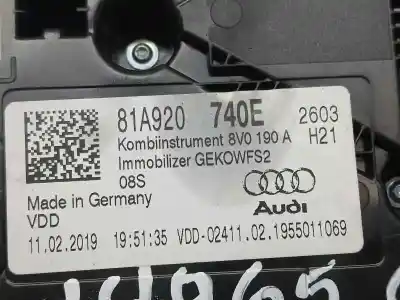 81A920 740E 2603
Kombiinstrument 8V0 190 A H21
Immobilizer GEKOWFS2
08S
Made in Germany
VDD
Audi
11.02.2019 19:51:35 VDD-02411.02.1955011069